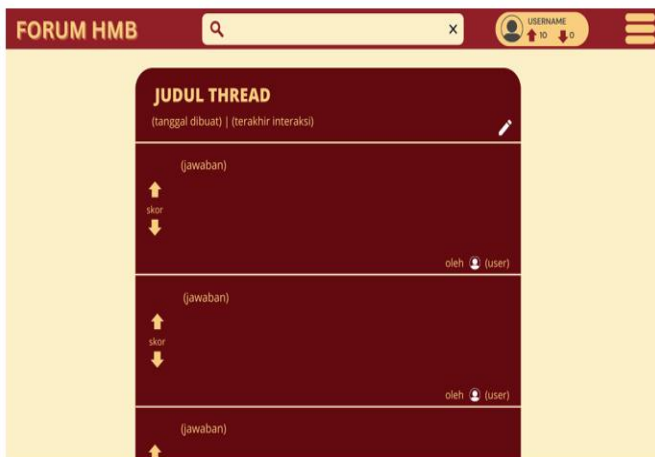 FORUM HMB
USERNAME
10 0
JUDUL THREAD
(tanggal dibuat) | (terakhir interaksi)
(jawaban)
skor
oleh (user)
(jawaban)
skor
oleh (user)
(jawaban)